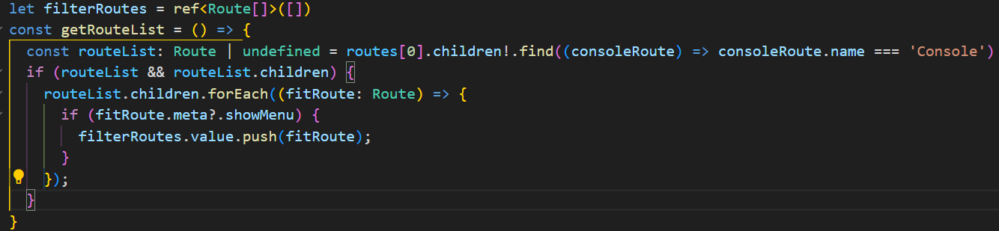 let filterRoutes = ref<Route[]>([])
const getRouteList = () => {
  const routeList: Route | undefined = routes[0].children!.find((consoleRoute) => consoleRoute.name === 'Console')
  if (routeList && routeList.children) {
    routeList.children.forEach((fitRoute: Route) => {
      if (fitRoute.meta?.showMenu) {
        filterRoutes.value.push(fitRoute);
      }
    });
  }
}